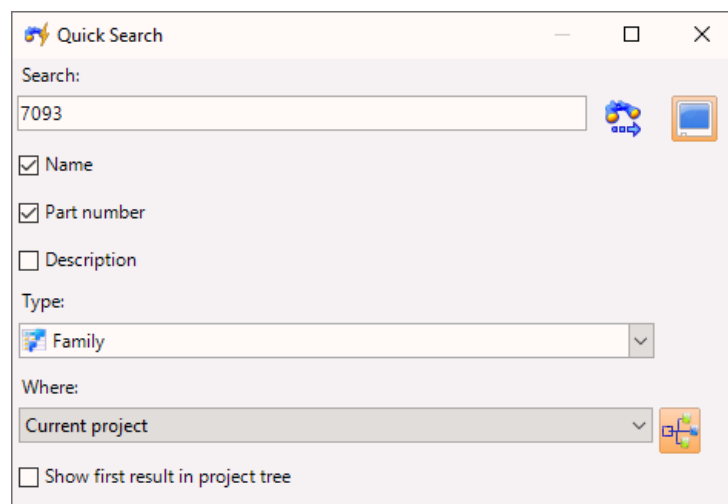 Quick Search
Search:
7093
Name
Part number
Description
Type:
Family
Where:
Current project
Show first result in project tree